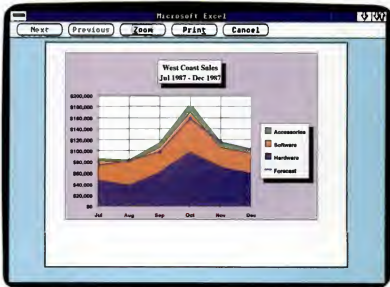 Microsoft Excel
Next Previous Zoom Print Cancel
West Coast Sales
Jul 1987 - Dec 1987
$200,000
$180,000
$160,000
$140,000
$120,000
$100,000
$80,000
$60,000
$40,000
$20,000
$0
Jul Aug Sep Oct Nov Dec
Accessories
Software
Hardware
Forecast